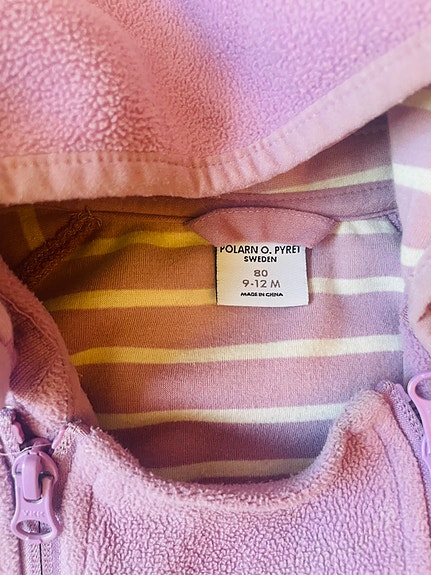 POLARN O. PYRET
SWEDEN
80
9-12 M
MADE IN CHINA